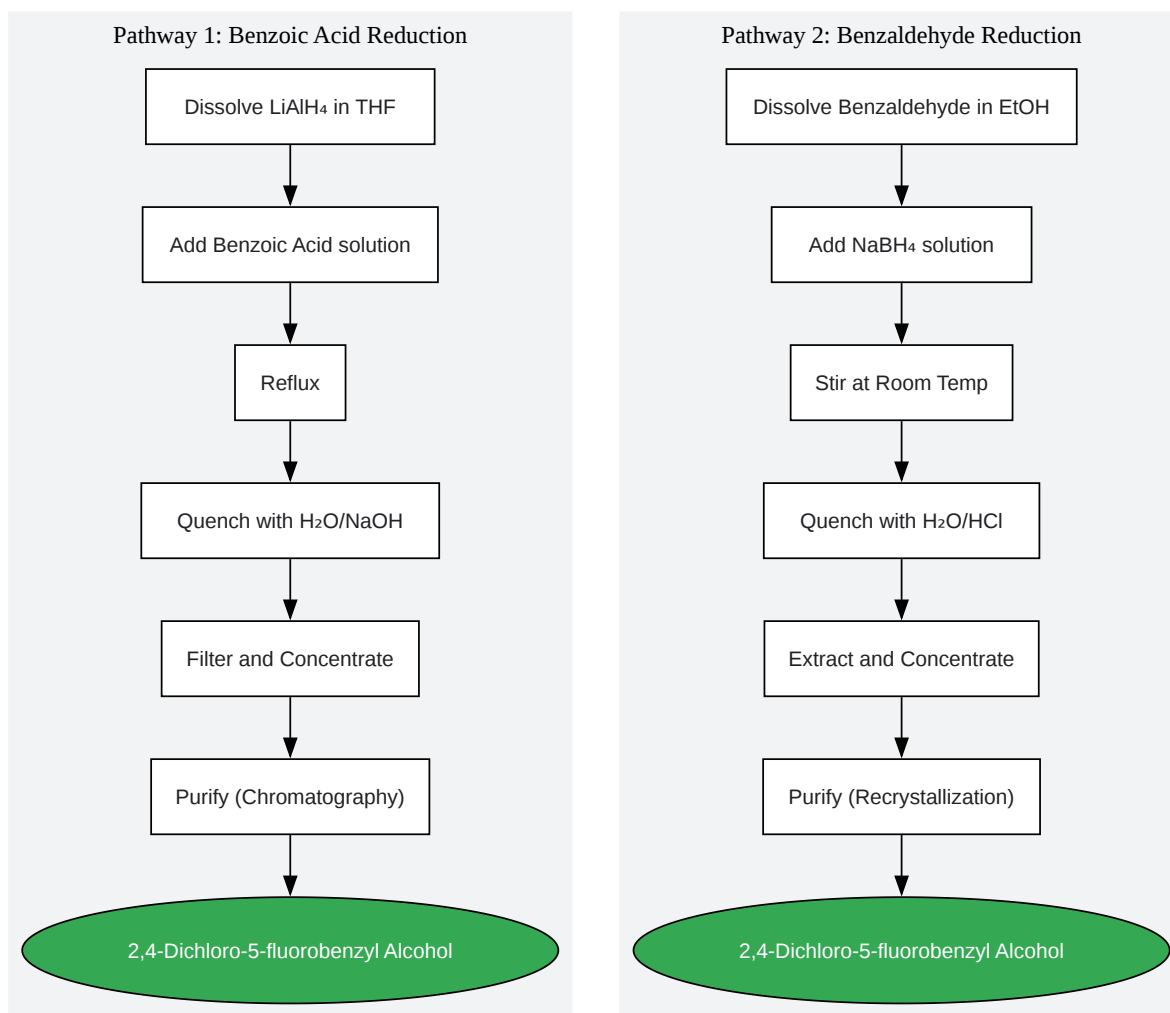 Pathway 1: Benzoic Acid Reduction
Dissolve LiAlH₄ in THF
Add Benzoic Acid solution
Reflux
Quench with H₂O/NaOH
Filter and Concentrate
Purify (Chromatography)
2,4-Dichloro-5-fluorobenzyl Alcohol
Pathway 2: Benzaldehyde Reduction
Dissolve Benzaldehyde in EtOH
Add NaBH₄ solution
Stir at Room Temp
Quench with H₂O/HCl
Extract and Concentrate
Purify (Recrystallization)
2,4-Dichloro-5-fluorobenzyl Alcohol